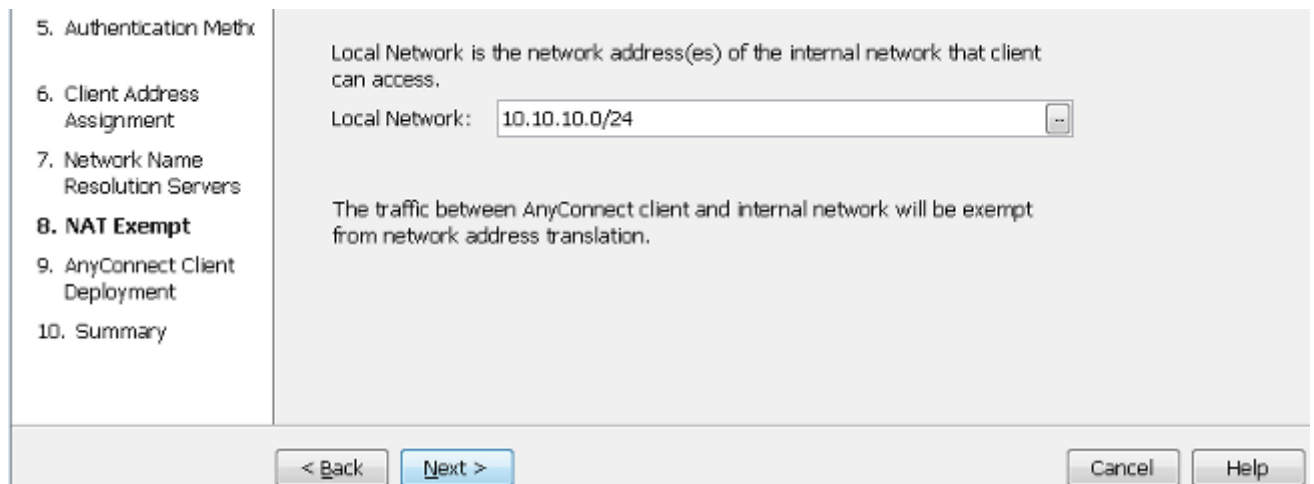 5. Authentication Metho
6. Client Address
Assignment
7. Network Name
Resolution Servers
8. NAT Exempt
9. AnyConnect Client
Deployment
10. Summary
Local Network is the network address(es) of the internal network that client
can access.
Local Network: 10.10.10.0/24
The traffic between AnyConnect client and internal network will be exempt
from network address translation.
< Back
Next >
Cancel
Help